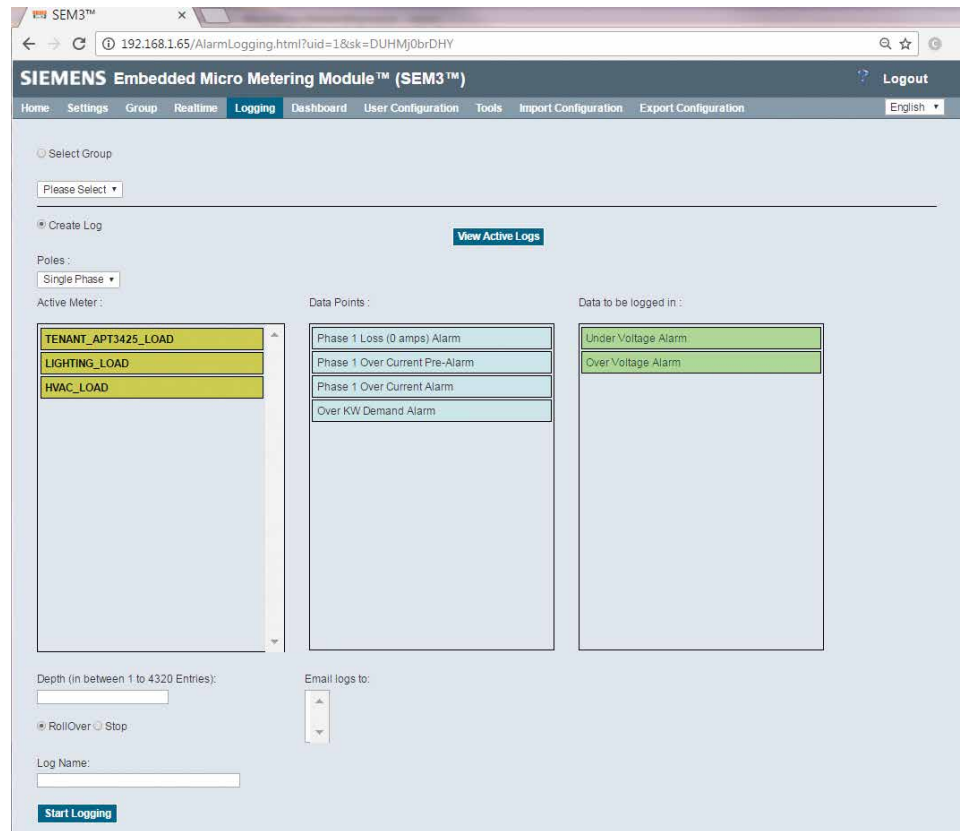 SEM3™
192.168.1.65/AlarmLogging.html?uid=1&sk=DUHMj0brDHY
SIEMENS Embedded Micro Metering Module™ (SEM3™)
? Logout
Home Settings Group Realtime Logging Dashboard User Configuration Tools Import Configuration Export Configuration English
Select Group
Please Select
Create Log
View Active Logs
Poles :
Single Phase
Active Meter :
TENANT_APT3425_LOAD
LIGHTING_LOAD
HVAC_LOAD
Data Points :
Phase 1 Loss (0 amps) Alarm
Phase 1 Over Current Pre-Alarm
Phase 1 Over Current Alarm
Over KW Demand Alarm
Data to be logged in :
Under Voltage Alarm
Over Voltage Alarm
Depth (in between 1 to 4320 Entries):
Email logs to:
RollOver Stop
Log Name:
Start Logging